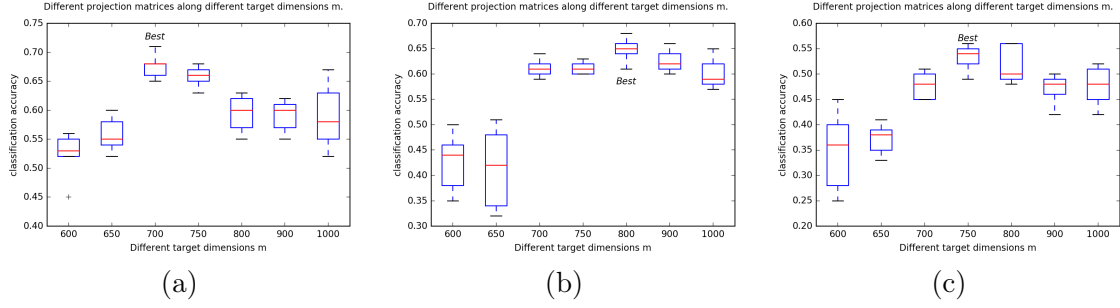 Different projection matrices along different target dimensions m.
0.75
0.70
0.65
0.60
0.55
0.50
0.45
0.40
classification accuracy
Best
600 650 700 750 800 900 1000
Different target dimensions m
(a)
Different projection matrices along different target dimensions m.
0.70
0.65
0.60
0.55
0.50
0.45
0.40
0.35
0.30
classification accuracy
Best
600 650 700 750 800 900 1000
Different target dimensions m
(b)
Different projection matrices along different target dimensions m.
0.60
0.55
0.50
0.45
0.40
0.35
0.30
0.25
0.20
classification accuracy
Best
600 650 700 750 800 900 1000
Different target dimensions m
(c)